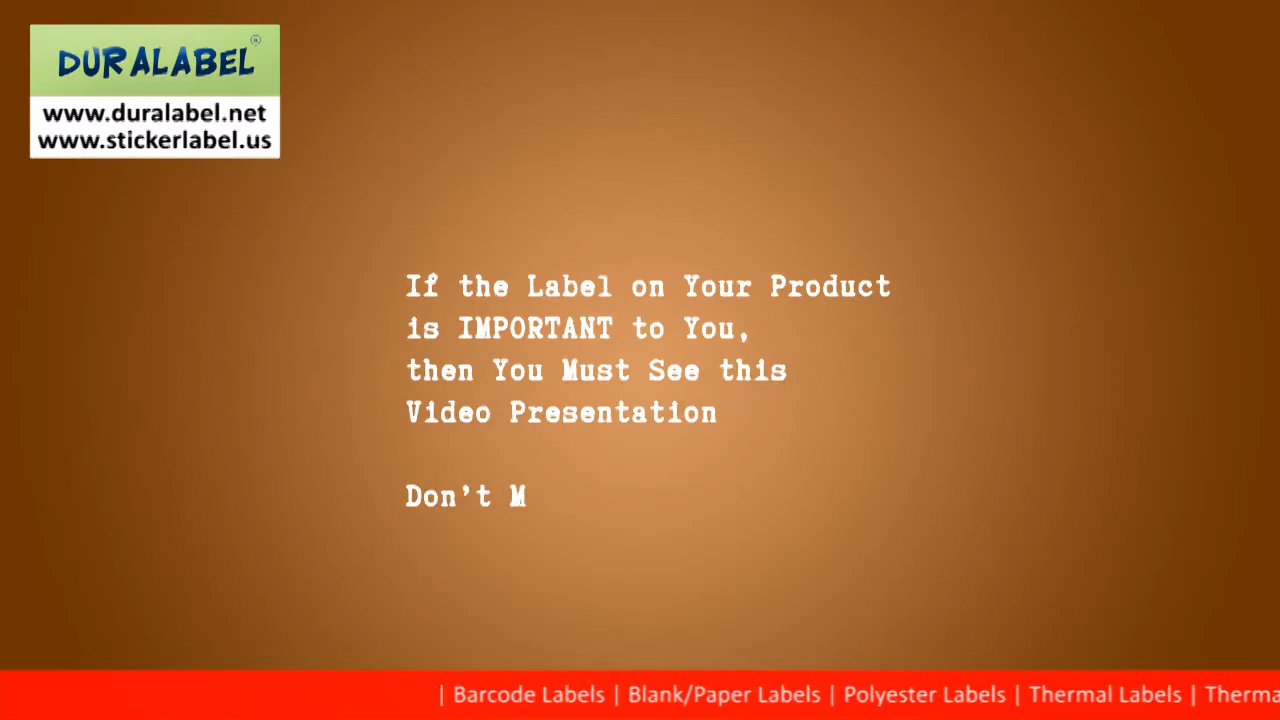 DURALABEL
www.duralabel.net
www.stickerlabel.us
If the Label on Your Product
is IMPORTANT to You,
then You Must See this
Video Presentation
Don't M
| Barcode Labels | Blank/Paper Labels | Polyester Labels | Thermal Labels | Therma